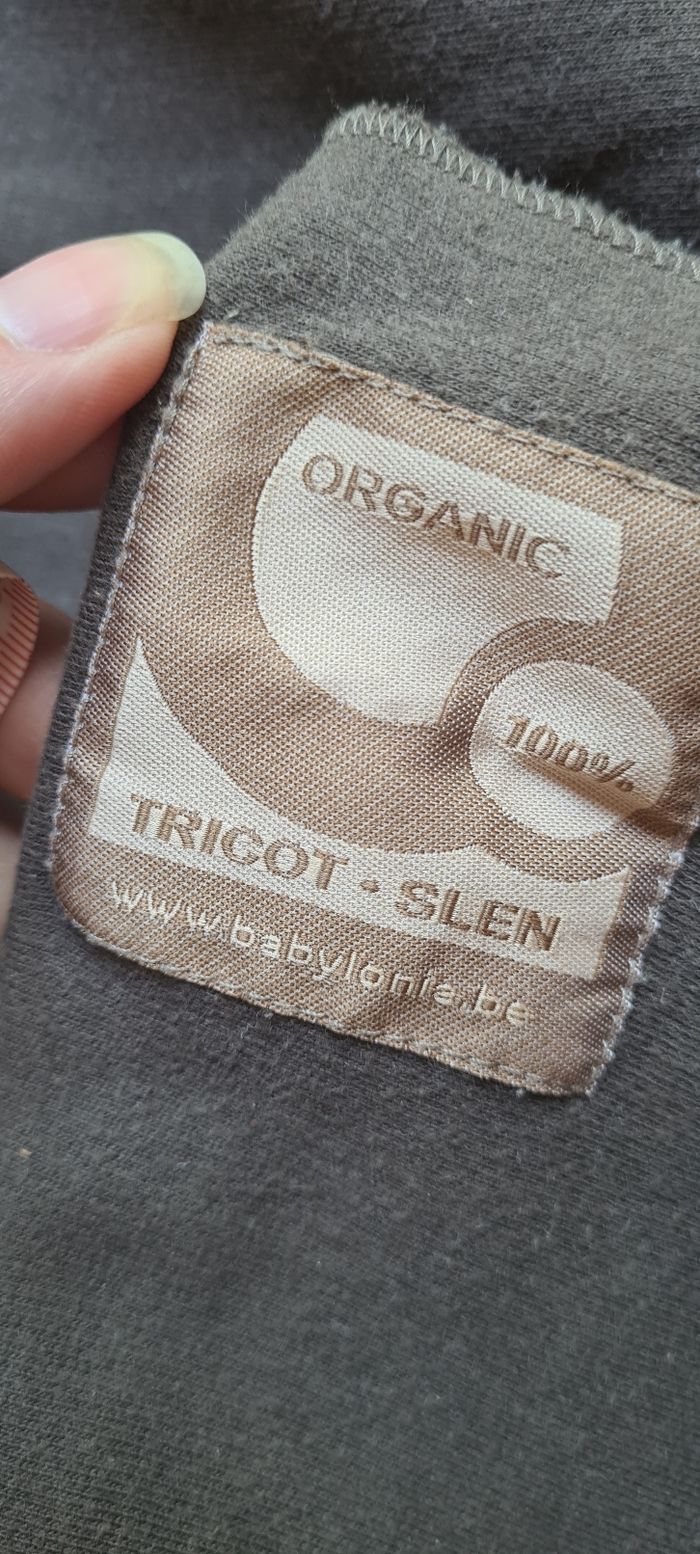 ORGANIC
100%
TRICOT - SLEN
www.babylonia.be